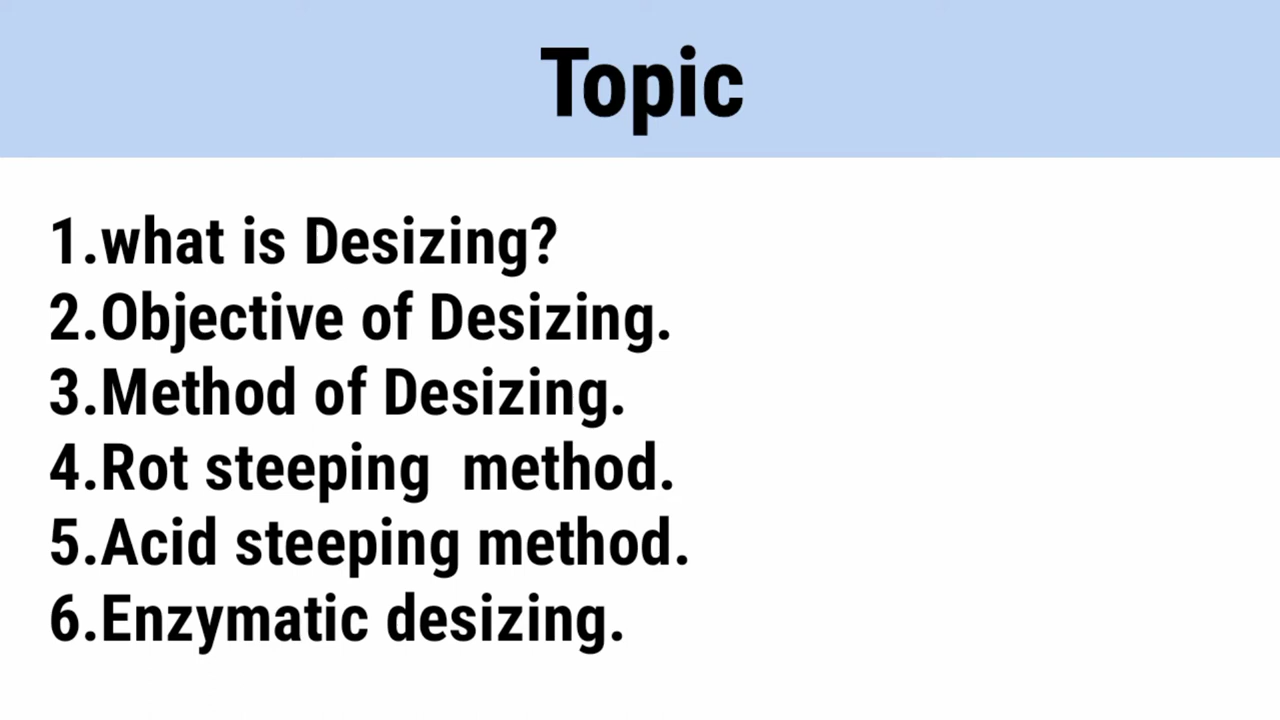 Topic
1.what is Desizing?
2.Objective of Desizing.
3.Method of Desizing.
4.Rot steeping  method.
5.Acid steeping method.
6.Enzymatic desizing.